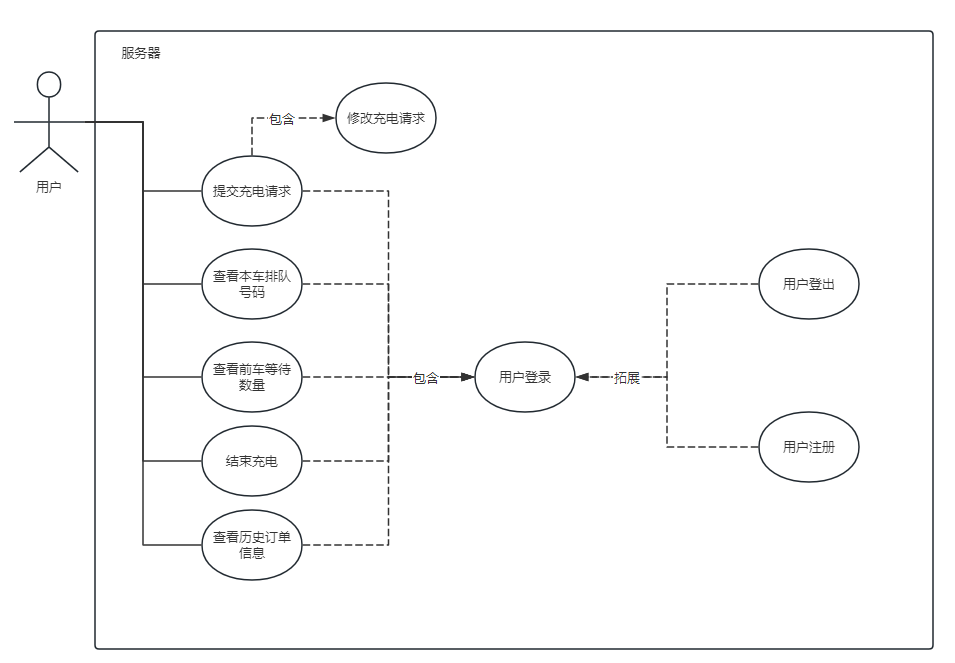 服务器
用户
包含
修改充电请求
提交充电请求
查看本车排队
号码
用户登出
查看前车等待
数量
包含
用户登录
拓展
用户注册
结束充电
查看历史订单
信息